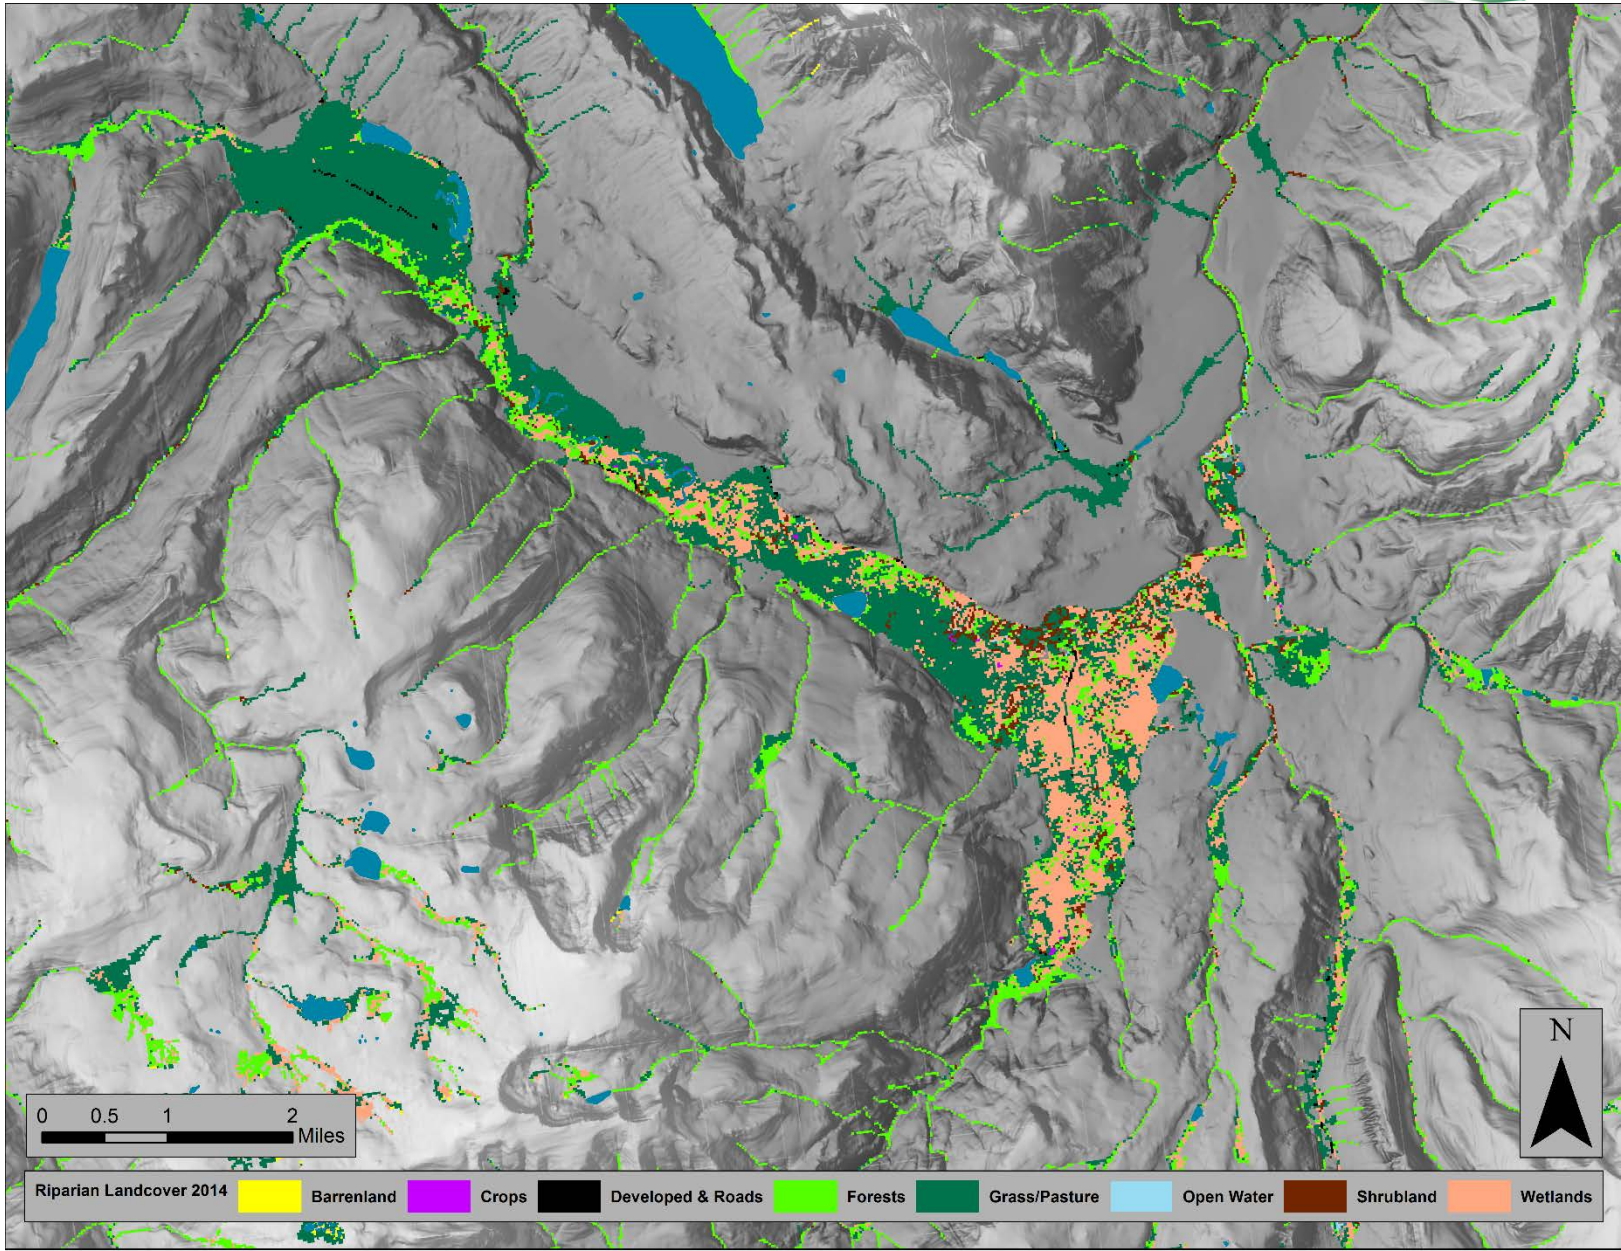 N
0 0.5 1 2
Miles
Riparian Landcover 2014 Barrenland Crops Developed & Roads Forests Grass/Pasture Open Water Shrubland Wetlands